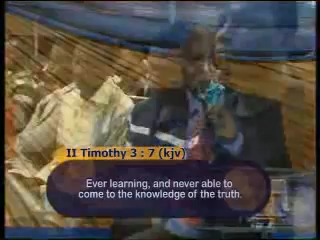 II Timothy 3 : 7 (kjv)
Ever learning, and never able to
come to the knowledge of the truth.